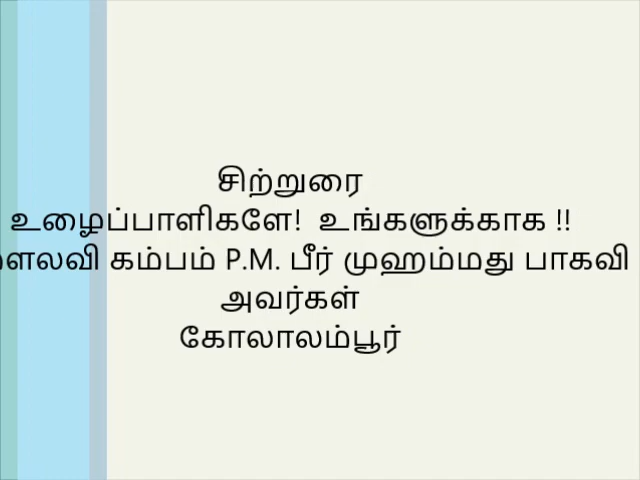 சிற்றுரை
உழைப்பாளிகளே! உங்களுக்காக !!
கம்பம் P.M. பீர் முஹம்மது பாகவி
அவர்கள்
கோலாலம்பூர்